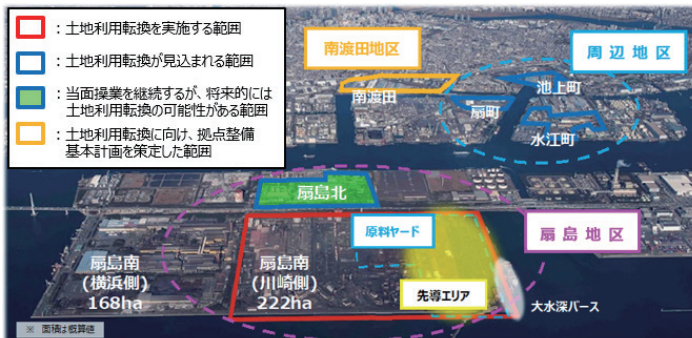 ：土地利用転換を実施する範囲
：土地利用転換が見込まれる範囲
：当面操業を継続するが、将来的には
土地利用転換の可能性がある範囲
：土地利用転換に向け、拠点整備
基本計画を策定した範囲
南渡田地区
周辺地区
池上町
南渡田
扇町
水江町
扇島北
原料ヤード
扇島地区
扇島南
(横浜側)
168ha
扇島南
(川崎側)
222ha
先導エリア
大水深バース
※ 面積は概算値